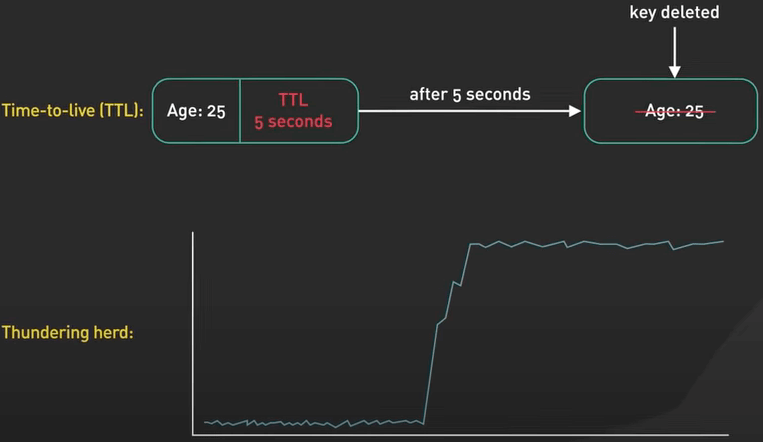 key deleted
Time-to-live (TTL):
Age: 25
TTL
5 seconds
after 5 seconds
Age: 25
Thundering herd: